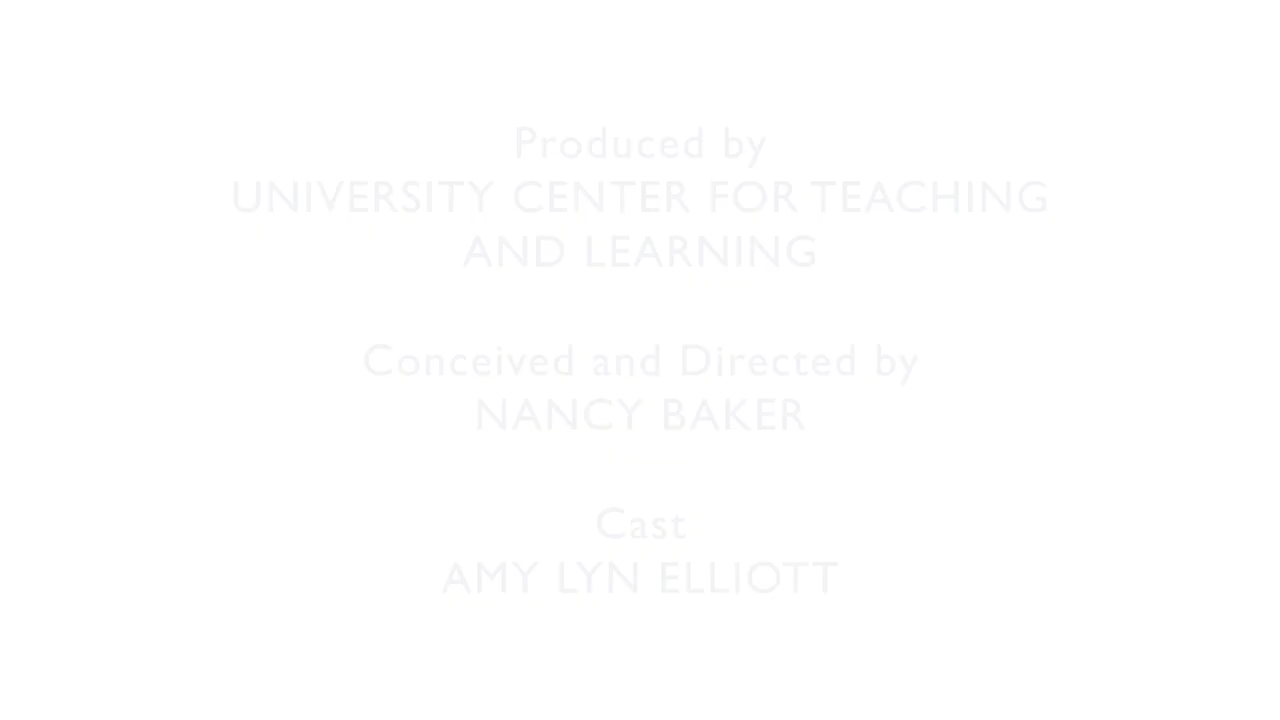 Produced by
UNIVERSITY CENTER FOR TEACHING
AND LEARNING
Conceived and Directed by
NANCY BAKER
Cast
AMY LYN ELLIOTT